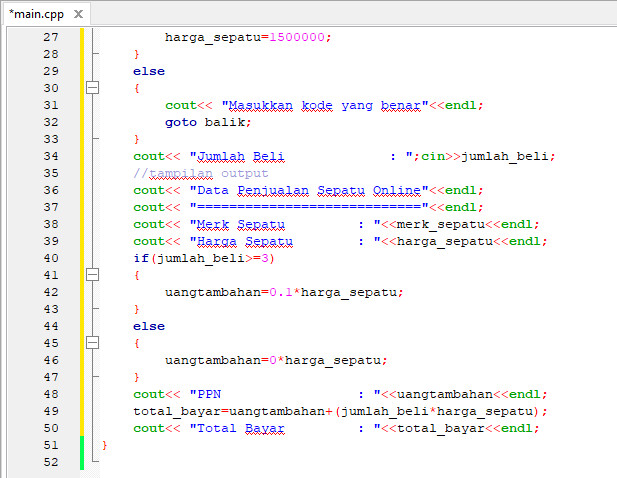 *main.cpp X
27 harga_sepatu=1500000;
28 }
29 else
30 {
31 cout<< "Masukkan kode yang benar"<<endl;
32 goto balik;
33 }
34 cout<< "Jumlah Beli : ";cin>>jumlah_beli;
35 //tampilan output
36 cout<< "Data Penjualan Sepatu Online"<<endl;
37 cout<< "============================"<<endl;
38 cout<< "Merk Sepatu : "<<merk_sepatu<<endl;
39 cout<< "Harga Sepatu : "<<harga_sepatu<<endl;
40 if(jumlah_beli>=3)
41 {
42 uangtambahan=0.1*harga_sepatu;
43 }
44 else
45 {
46 uangtambahan=0*harga_sepatu;
47 }
48 cout<< "PPN : "<<uangtambahan<<endl;
49 total_bayar=uangtambahan+(jumlah_beli*harga_sepatu);
50 cout<< "Total Bayar : "<<total_bayar<<endl;
51 }
52